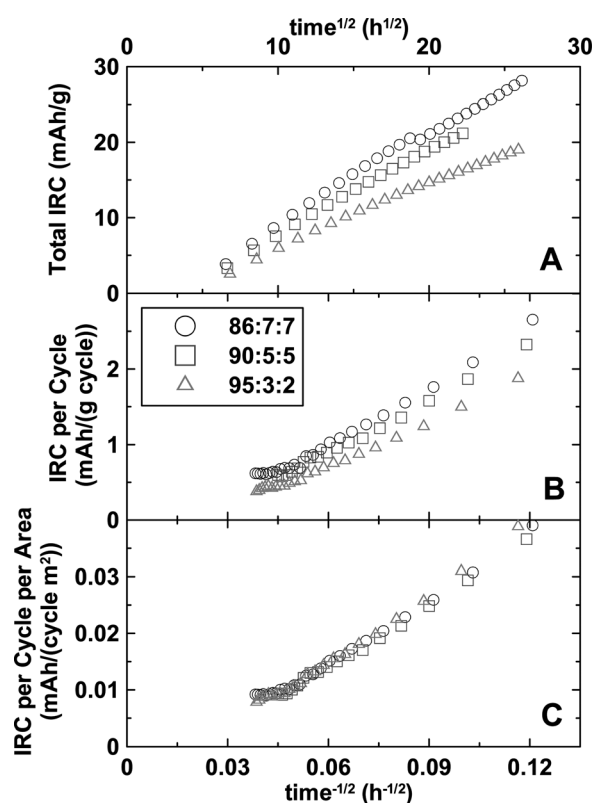 time^1/2 (h^1/2)
0 10 20 30
Total IRC (mAh/g)
30
20
10
0
A
IRC per Cycle
(mAh/(g cycle))
2
1
0
86:7:7
90:5:5
95:3:2
B
IRC per Cycle per Area
(mAh/(cycle m²))
0.03
0.02
0.01
0
C
0 0.03 0.06 0.09 0.12
time^-1/2 (h^-1/2)